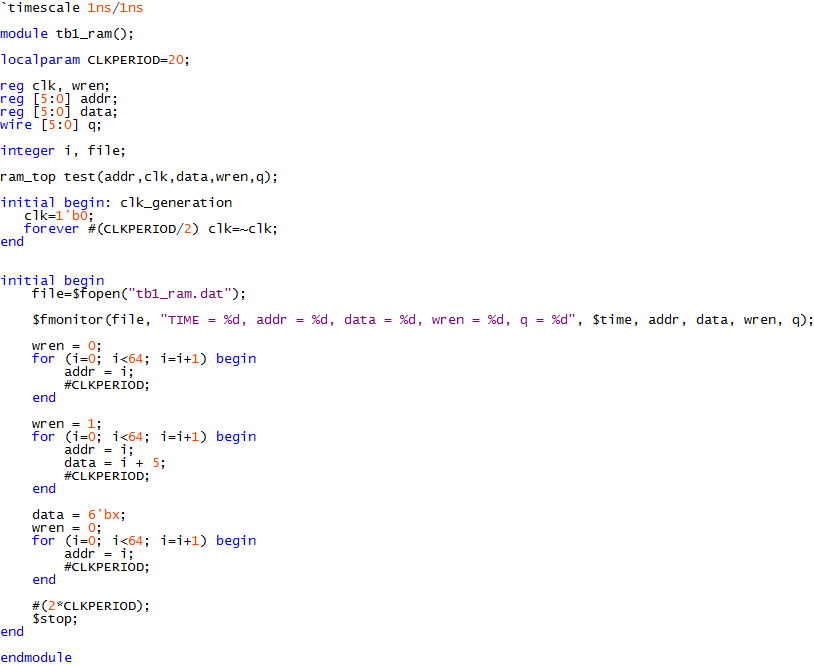 `timescale 1ns/1ns
module tb1_ram();
localparam CLKPERIOD=20;
reg clk, wren;
reg [5:0] addr;
reg [5:0] data;
wire [5:0] q;
integer i, file;
ram_top test(addr,clk,data,wren,q);
initial begin: clk_generation
   clk=1'b0;
   forever #(CLKPERIOD/2) clk=~clk;
end
initial begin
    file=$fopen("tb1_ram.dat");
    $fmonitor(file, "TIME = %d, addr = %d, data = %d, wren = %d, q = %d", $time, addr, data, wren, q);
    wren = 0;
    for (i=0; i<64; i=i+1) begin
        addr = i;
        #CLKPERIOD;
    end
    wren = 1;
    for (i=0; i<64; i=i+1) begin
        addr = i;
        data = i + 5;
        #CLKPERIOD;
    end
    data = 6'bx;
    wren = 0;
    for (i=0; i<64; i=i+1) begin
        addr = i;
        #CLKPERIOD;
    end
    #(2*CLKPERIOD);
    $stop;
end
endmodule